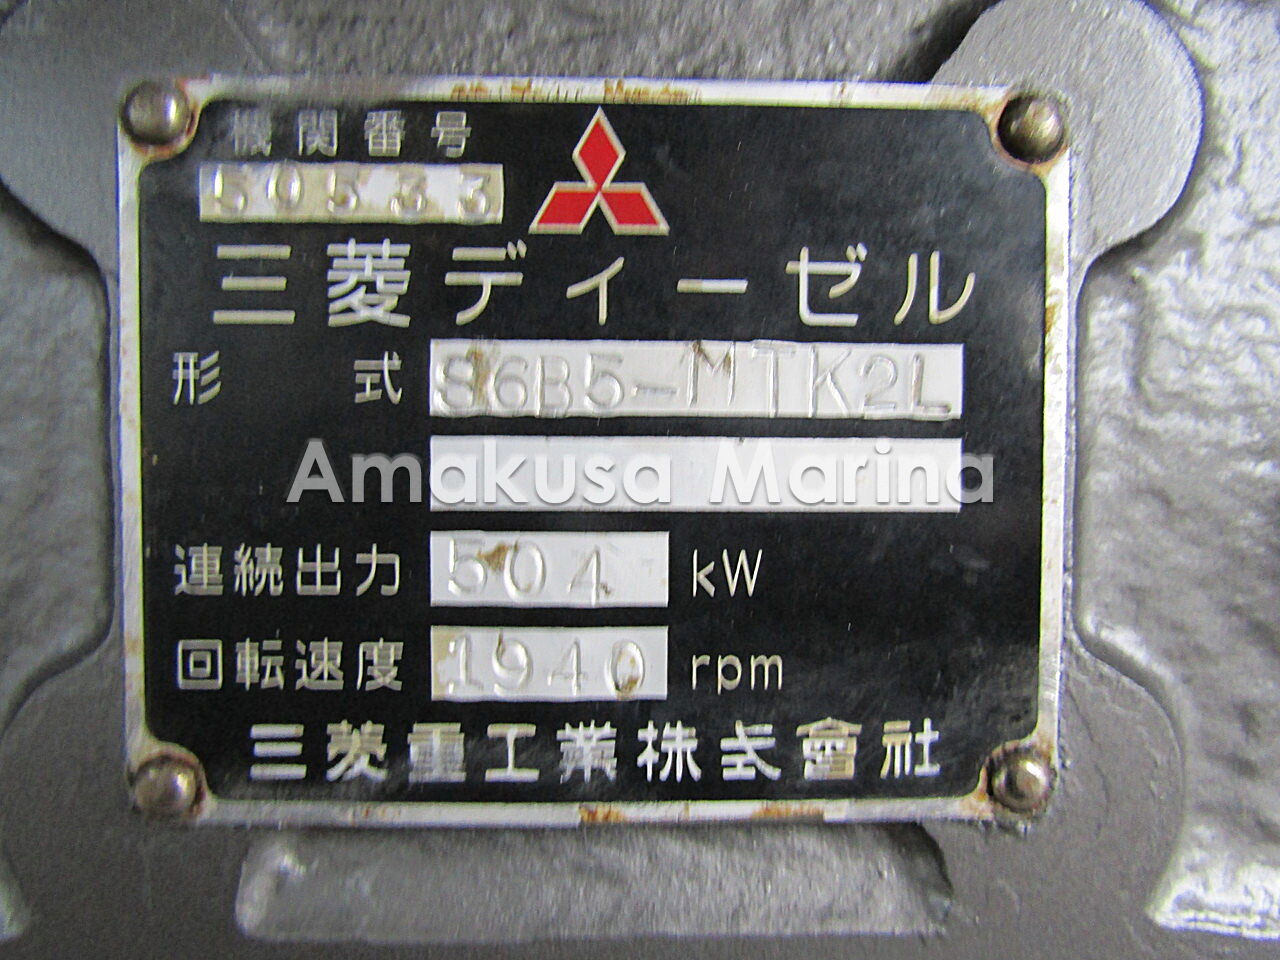 機関番号
50533
三菱ディーゼル
形式 S6B5-MTK2L
Amakusa Marina
連続出力 504 kW
回転速度 1940 rpm
三菱重工業株式會社